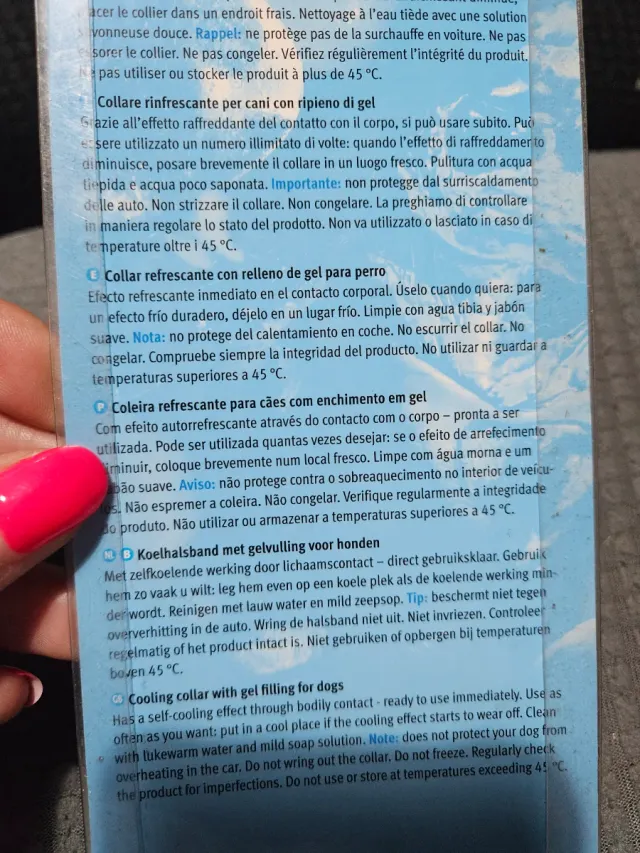 acer le collier dans un endroit frais. Nettoyage à l'eau tiède avec une solution
vonneuse douce. Rappel: ne protège pas de la surchauffe en voiture. Ne pas
sorer le collier. Ne pas congeler. Vérifiez régulièrement l'intégrité du produit.
Ne pas utiliser ou stocker le produit à plus de 45 °C.
Collare rinfrescante per cani con ripieno di gel
Grazie all'effetto raffreddante del contatto con il corpo, si può usare subito. Può
essere utilizzato un numero illimitato di volte: quando l'effetto di raffreddamento
diminuisce, posare brevemente il collare in un luogo fresco. Pulitura con acqua
tiepida e acqua poco saponata. Importante: non protegge dal surriscaldamento
delle auto. Non strizzare il collare. Non congelare. La preghiamo di controllare
in maniera regolare lo stato del prodotto. Non va utilizzato o lasciato in caso di
temperature oltre i 45 °C.
E Collar refrescante con relleno de gel para perro
Efecto refrescante inmediato en el contacto corporal. Úselo cuando quiera: para
un efecto frío duradero, déjelo en un lugar frío. Limpie con agua tibia y jabón
suave. Nota: no protege del calentamiento en coche. No escurrir el collar. No
congelar. Compruebe siempre la integridad del producto. No utilizar ni guardar a
temperaturas superiores a 45 °C.
P Coleira refrescante para cães com enchimento em gel
Com efeito autorrefrescante através do contacto com o corpo – pronta a ser
utilizada. Pode ser utilizada quantas vezes desejar: se o efeito de arrefecimento
iminuir, coloque brevemente num local fresco. Limpe com água morna e um
bão suave. Aviso: não protege contra o sobreaquecimento no interior de veícu-
los. Não espremer a coleira. Não congelar. Verifique regularmente a integridade
do produto. Não utilizar ou armazenar a temperaturas superiores a 45 °C.
NL B Koelhalsband met gelvulling voor honden
Met zelfkoelende werking door lichaamscontact – direct gebruiksklaar. Gebruik
hem zo vaak u wilt: leg hem even op een koele plek als de koelende werking min-
der wordt. Reinigen met lauw water en mild zeepsop. Tip: beschermt niet tegen
oververhitting in de auto. Wring de halsband niet uit. Niet invriezen. Controleer
regelmatig of het product intact is. Niet gebruiken of opbergen bij temperaturen
boven 45 °C.
GB Cooling collar with gel filling for dogs
Has a self-cooling effect through bodily contact - ready to use immediately. Use as
often as you want: put in a cool place if the cooling effect starts to wear off. Clean
with lukewarm water and mild soap solution. Note: does not protect your dog from
overheating in the car. Do not wring out the collar. Do not freeze. Regularly check
the product for imperfections. Do not use or store at temperatures exceeding 45 °C.